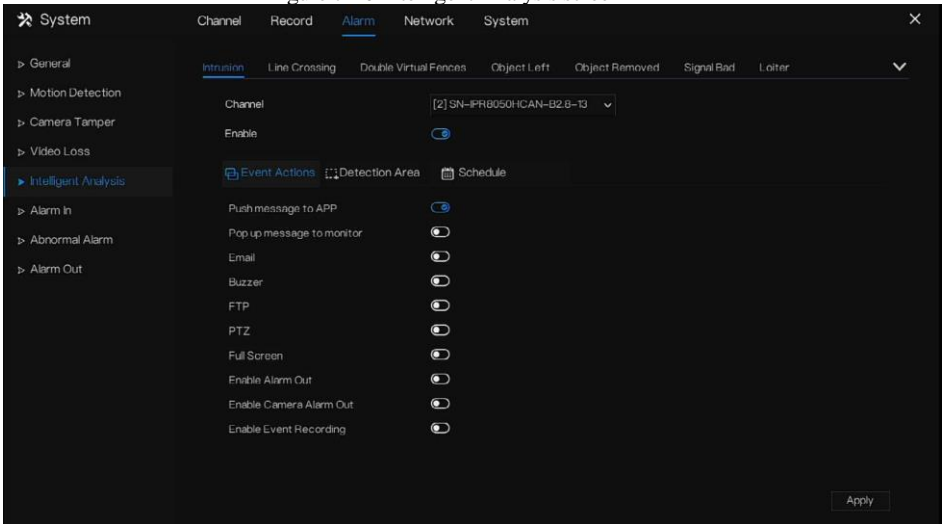 System Channel Record Alarm Network System
General
Motion Detection
Camera Tamper
Video Loss
Intelligent Analysis
Alarm In
Abnormal Alarm
Alarm Out
Intrusion Line Crossing Double Virtual Fences Object Left Object Removed Signal Bad Loiter
Channel [2] SN-IPR8050HCAN-B2.8-13
Enable
Event Actions Detection Area Schedule
Push message to APP
Pop up message to monitor
Email
Buzzer
FTP
PTZ
Full Screen
Enable Alarm Out
Enable Camera Alarm Out
Enable Event Recording
Apply